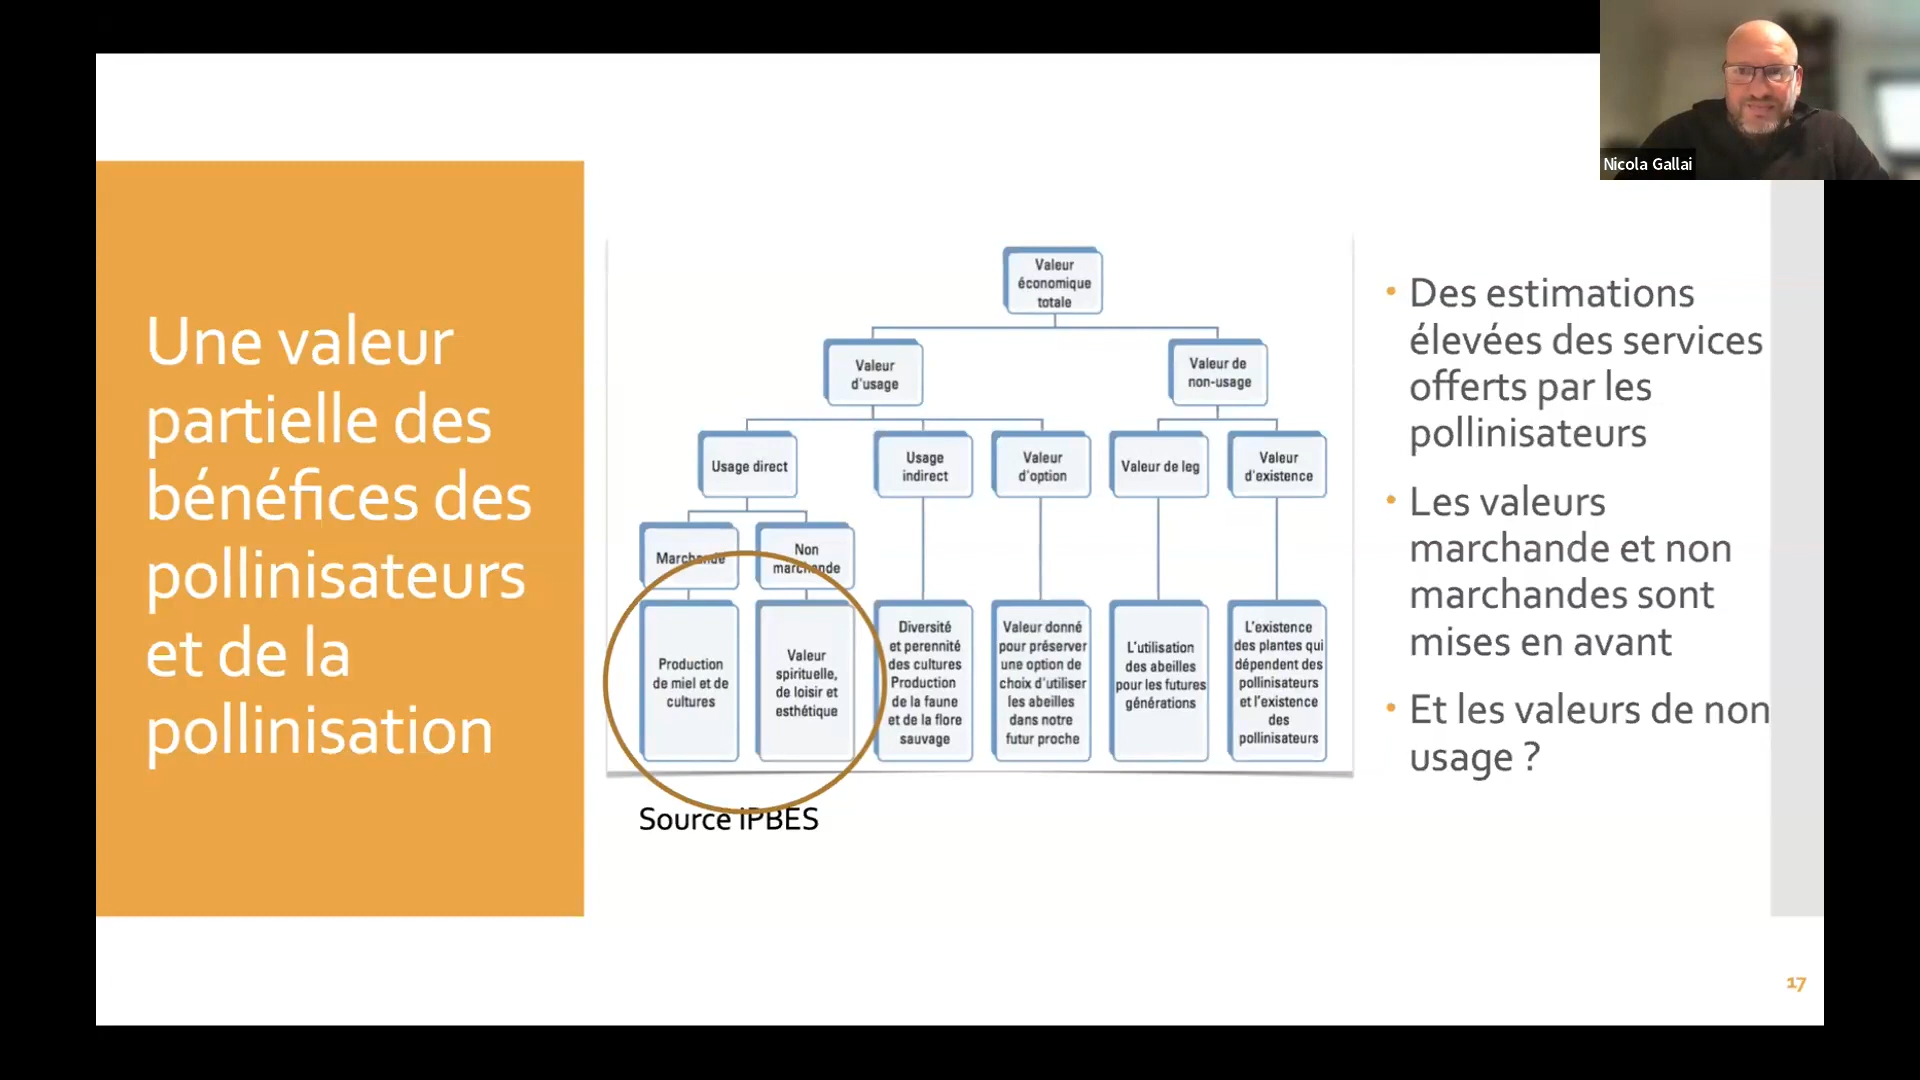 Nicola Gallai
Une valeur
partielle des
bénéfices des
pollinisateurs
et de la
pollinisation
Valeur
économique
totale
Valeur
d'usage
Valeur de
non-usage
Usage direct
Usage
indirect
Valeur
d'option
Valeur de leg
Valeur
d'existence
Marchande
Non
marchande
Production
de miel et de
cultures
Valeur
spirituelle,
de loisir et
esthétique
Diversité
et perennité
des cultures
Production
de la faune
et de la flore
sauvage
Valeur donné
pour préserver
une option de
choix d'utiliser
les abeilles
dans notre
futur proche
L'utilisation
des abeilles
pour les futures
générations
L'existence
des plantes qui
dépendent des
pollinisateurs
et l'existence
des
pollinisateurs
Source IPBES
• Des estimations
élevées des services
offerts par les
pollinisateurs
• Les valeurs
marchande et non
marchandes sont
mises en avant
• Et les valeurs de non
usage ?
17